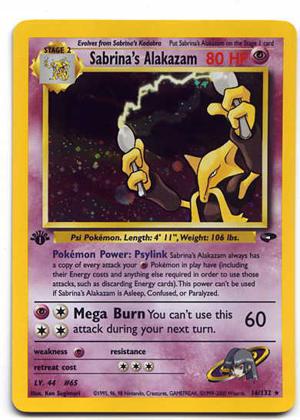 Evolves from Sabrina's Kadabra Put Sabrina's Alakazam on the Stage 1 card
STAGE 2
Sabrina's Alakazam 80 HP
Psi Pokémon. Length: 4' 11", Weight: 106 lbs.
EDITION
1
Pokémon Power: Psylink Sabrina's Alakazam always has
a copy of every attack your Pokémon in play have (including
their Energy costs and anything else required in order to use those
attacks such as discarding Energy cards). This power can't be used
if Sabrina's Alakazam is Asleep, Confused, or Paralyzed.
Mega Burn You can't use this
attack during your next turn.
60
weakness resistance
retreat cost
LV. 44 #65
Illus. Ken Sugimori ©1995, 96, 98 Nintendo, Creatures, GAMEFREAK. ©1999-2000 Wizards. 16/132